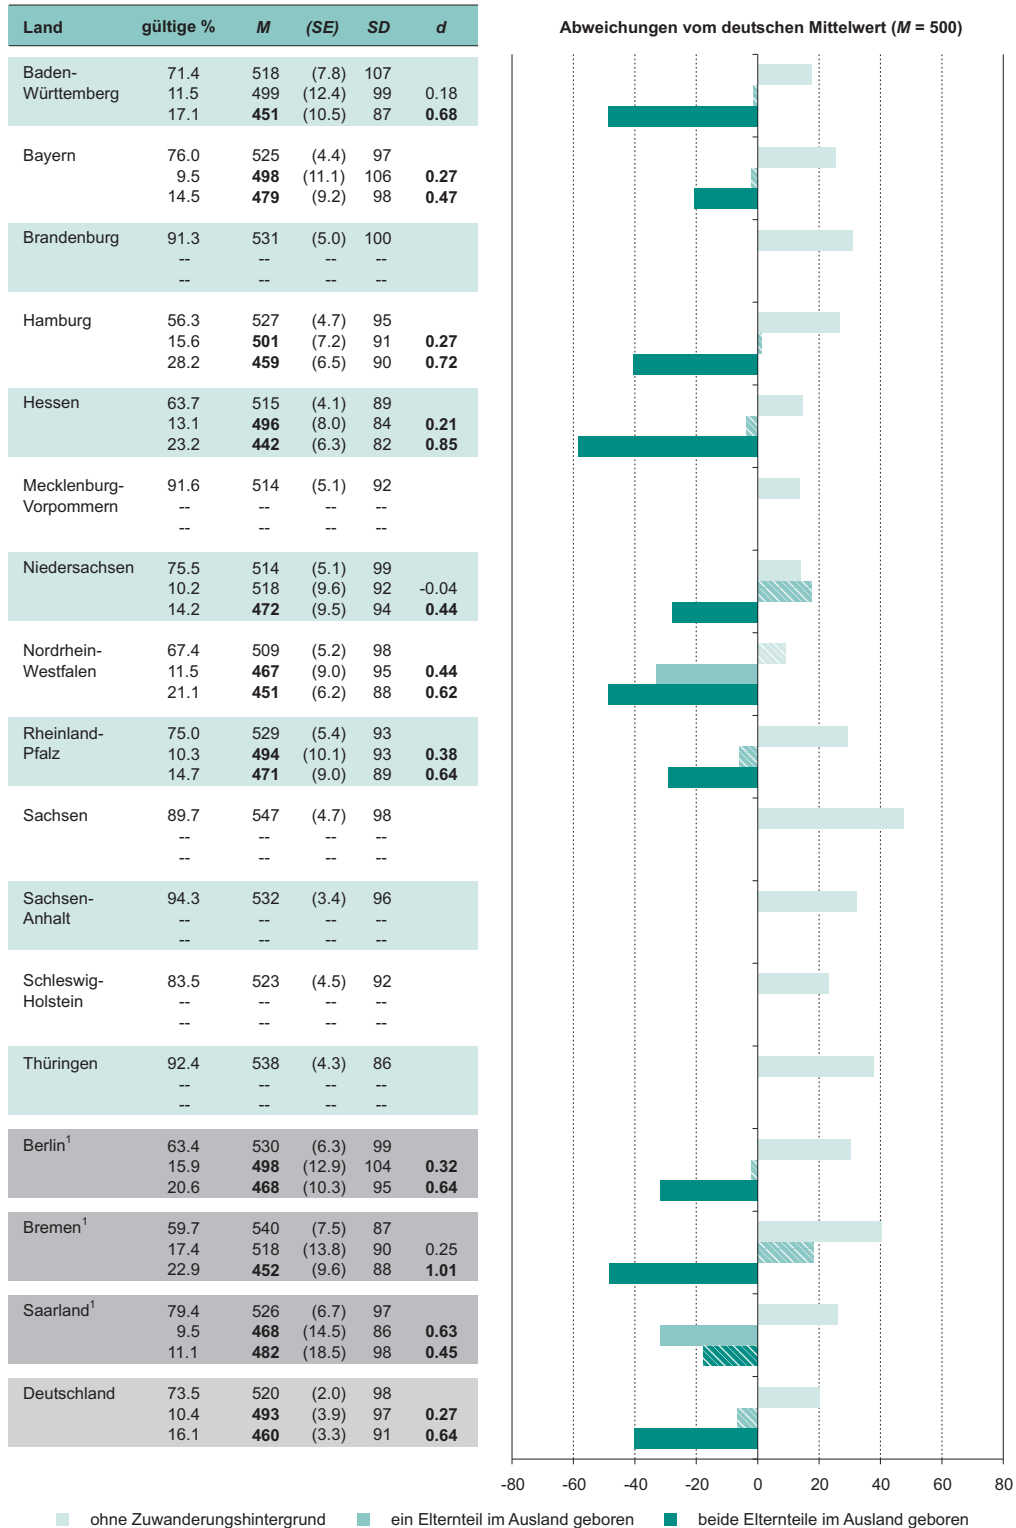 Land gültige % M (SE) SD d Abweichungen vom deutschen Mittelwert (M = 500)
Baden- 71.4 518 (7.8) 107
Württemberg 11.5 499 (12.4) 99 0.18
17.1 451 (10.5) 87 0.68
Bayern 76.0 525 (4.4) 97
9.5 498 (11.1) 106 0.27
14.5 479 (9.2) 98 0.47
Brandenburg 91.3 531 (5.0) 100
-- -- -- --
-- -- -- --
Hamburg 56.3 527 (4.7) 95
15.6 501 (7.2) 91 0.27
28.2 459 (6.5) 90 0.72
Hessen 63.7 515 (4.1) 89
13.1 496 (8.0) 84 0.21
23.2 442 (6.3) 82 0.85
Mecklenburg- 91.6 514 (5.1) 92
Vorpommern -- -- -- --
-- -- -- --
Niedersachsen 75.5 514 (5.1) 99
10.2 518 (9.6) 92 -0.04
14.2 472 (9.5) 94 0.44
Nordrhein- 67.4 509 (5.2) 98
Westfalen 11.5 467 (9.0) 95 0.44
21.1 451 (6.2) 88 0.62
Rheinland- 75.0 529 (5.4) 93
Pfalz 10.3 494 (10.1) 93 0.38
14.7 471 (9.0) 89 0.64
Sachsen 89.7 547 (4.7) 98
-- -- -- --
-- -- -- --
Sachsen- 94.3 532 (3.4) 96
Anhalt -- -- -- --
-- -- -- --
Schleswig- 83.5 523 (4.5) 92
Holstein -- -- -- --
-- -- -- --
Thüringen 92.4 538 (4.3) 86
-- -- -- --
-- -- -- --
Berlin¹ 63.4 530 (6.3) 99
15.9 498 (12.9) 104 0.32
20.6 468 (10.3) 95 0.64
Bremen¹ 59.7 540 (7.5) 87
17.4 518 (13.8) 90 0.25
22.9 452 (9.6) 88 1.01
Saarland¹ 79.4 526 (6.7) 97
9.5 468 (14.5) 86 0.63
11.1 482 (18.5) 98 0.45
Deutschland 73.5 520 (2.0) 98
10.4 493 (3.9) 97 0.27
16.1 460 (3.3) 91 0.64
-80 -60 -40 -20 0 20 40 60 80
ohne Zuwanderungshintergrund ein Elternteil im Ausland geboren beide Elternteile im Ausland geboren